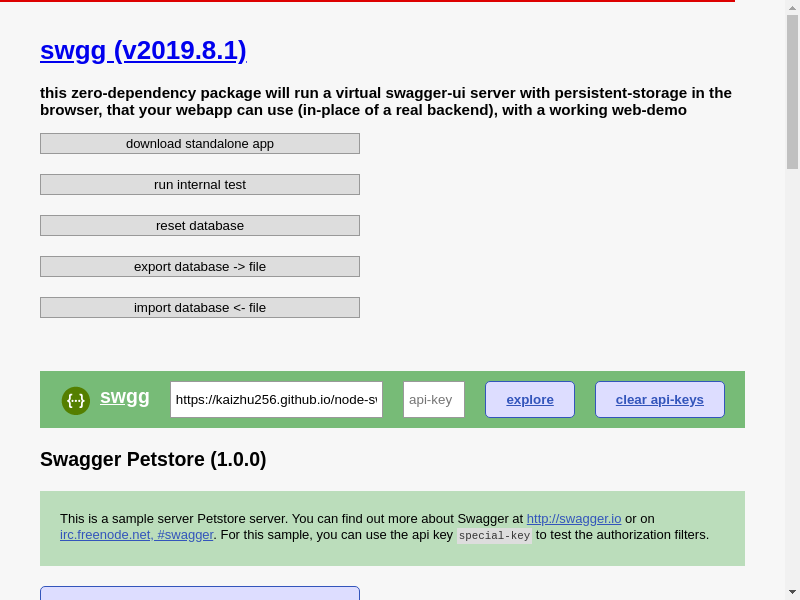 swgg (v2019.8.1)
this zero-dependency package will run a virtual swagger-ui server with persistent-storage in the
browser, that your webapp can use (in-place of a real backend), with a working web-demo
download standalone app
run internal test
reset database
export database -> file
import database <- file
{···} swgg https://kaizhu256.github.io/node-sw api-key explore clear api-keys
Swagger Petstore (1.0.0)
This is a sample server Petstore server. You can find out more about Swagger at http://swagger.io or on
irc.freenode.net, #swagger. For this sample, you can use the api key special-key to test the authorization filters.